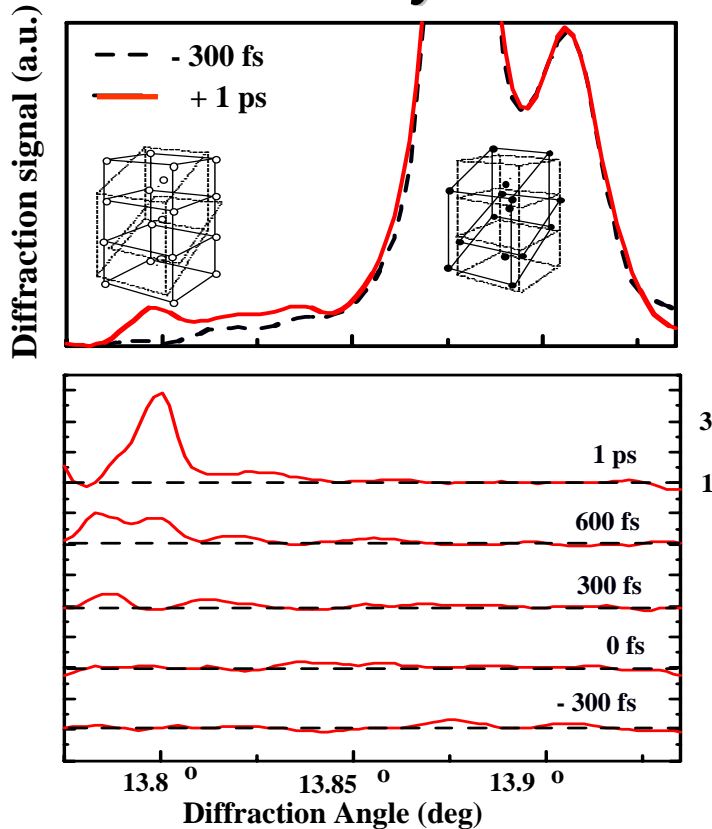 Diffraction signal (a.u.)
- 300 fs
+ 1 ps
3
1 ps
1
600 fs
300 fs
0 fs
- 300 fs
13.8 o
13.85 o
13.9 o
Diffraction Angle (deg)